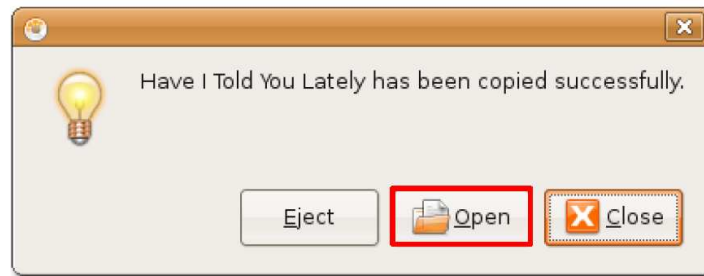 Have I Told You Lately has been copied successfully.
Eject Open Close